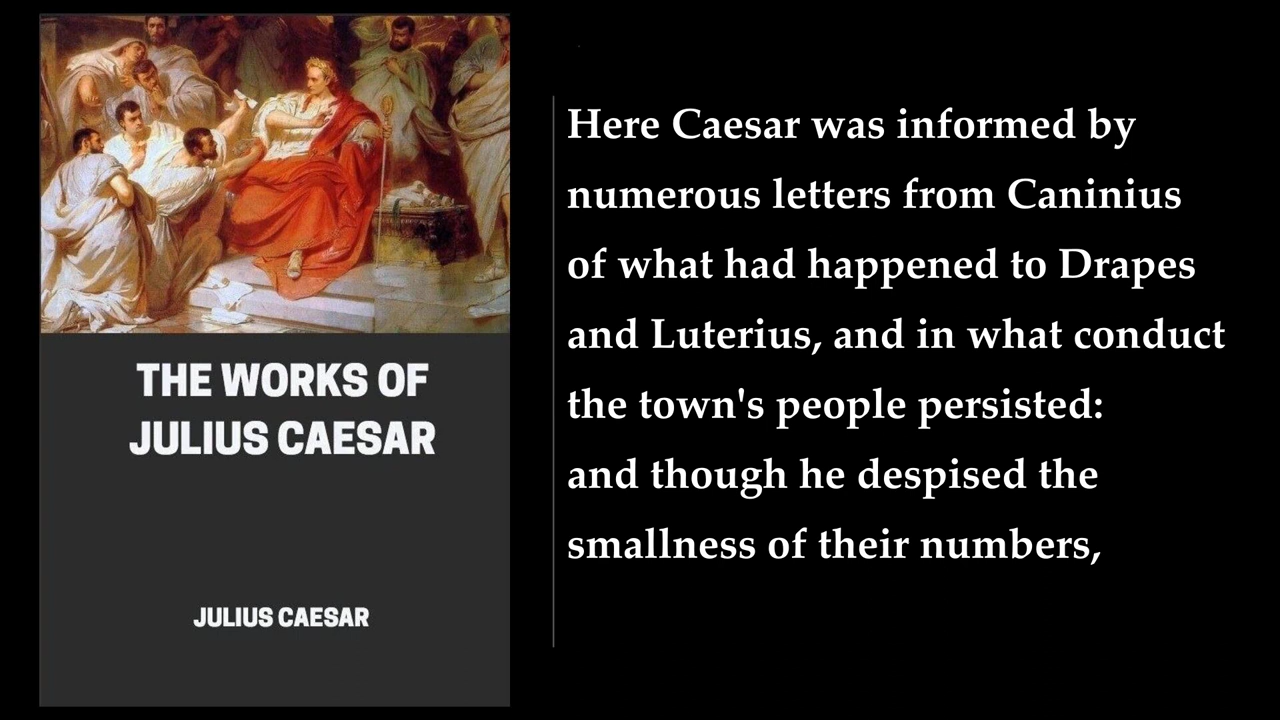 THE WORKS OF
JULIUS CAESAR
JULIUS CAESAR
Here Caesar was informed by
numerous letters from Caninius
of what had happened to Drapes
and Luterius, and in what conduct
the town's people persisted:
and though he despised the
smallness of their numbers,